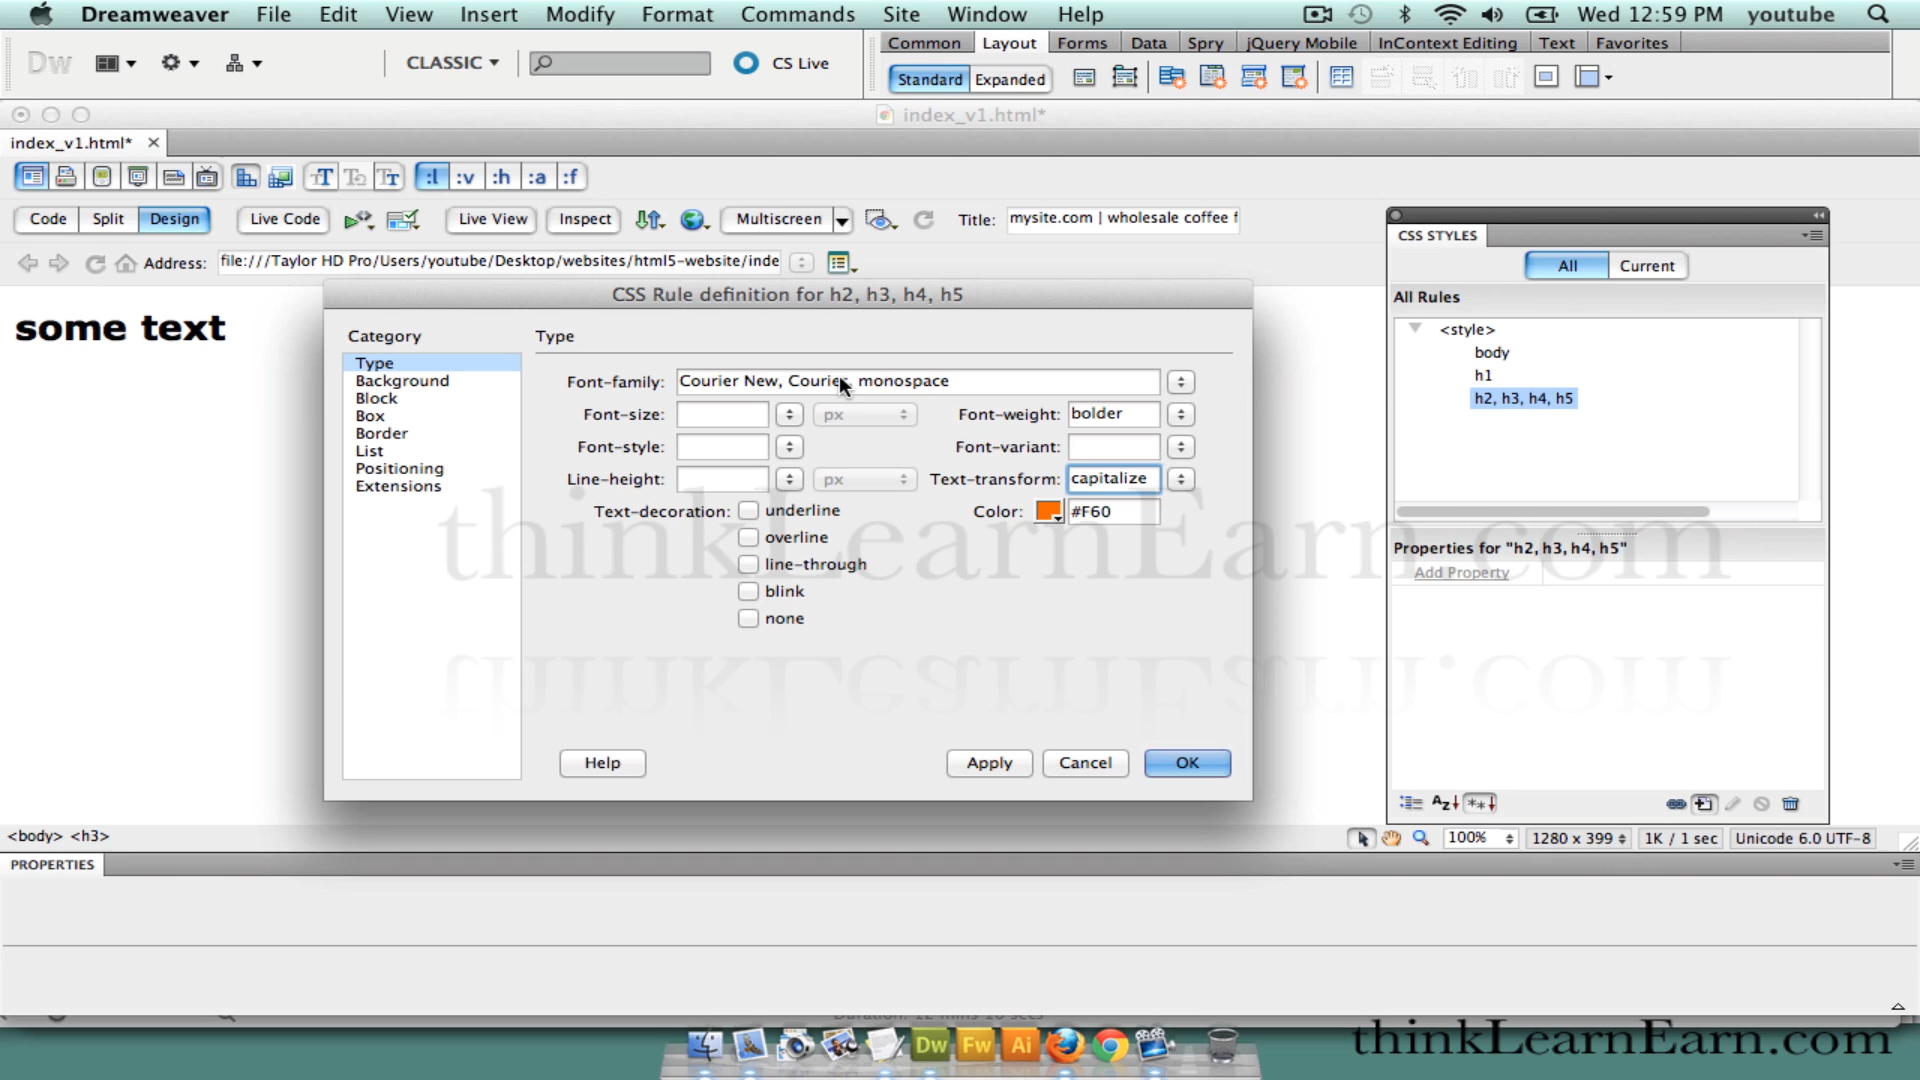 Dreamweaver File Edit View Insert Modify Format Commands Site Window Help Wed 12:59 PM youtube
Dw CLASSIC CS Live
Common Layout Forms Data Spry jQuery Mobile InContext Editing Text Favorites
Standard Expanded
index_v1.html*
index_v1.html*
:l :v :h :a :f
Code Split Design Live Code Live View Inspect Multiscreen Title: mysite.com | wholesale coffee f
Address: file:///Taylor HD Pro/Users/youtube/Desktop/websites/html5-website/inde
some text
CSS Rule definition for h2, h3, h4, h5
Category
Type
Background
Block
Box
Border
List
Positioning
Extensions
Type
Font-family: Courier New, Courier, monospace
Font-size: px Font-weight: bolder
Font-style: Font-variant:
Line-height: px Text-transform: capitalize
Text-decoration: underline Color: #F60
overline
line-through
blink
none
Help Apply Cancel OK
thinkLearnEarn.com
CSS STYLES
All Current
All Rules
<style>
body
h1
h2, h3, h4, h5
Properties for "h2, h3, h4, h5"
Add Property
<body> <h3>
100% 1280 x 399 1K / 1 sec Unicode 6.0 UTF-8
PROPERTIES
Dw Fw Ai
thinkLearnEarn.com